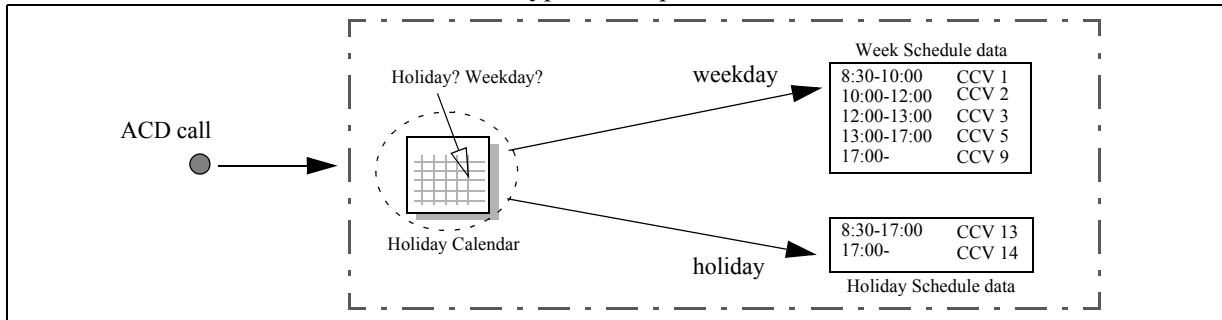 Week Schedule data
Holiday? Weekday?
weekday
8:30-10:00 CCV 1
10:00-12:00 CCV 2
12:00-13:00 CCV 3
13:00-17:00 CCV 5
17:00- CCV 9
ACD call
Holiday Calendar
holiday
8:30-17:00 CCV 13
17:00- CCV 14
Holiday Schedule data